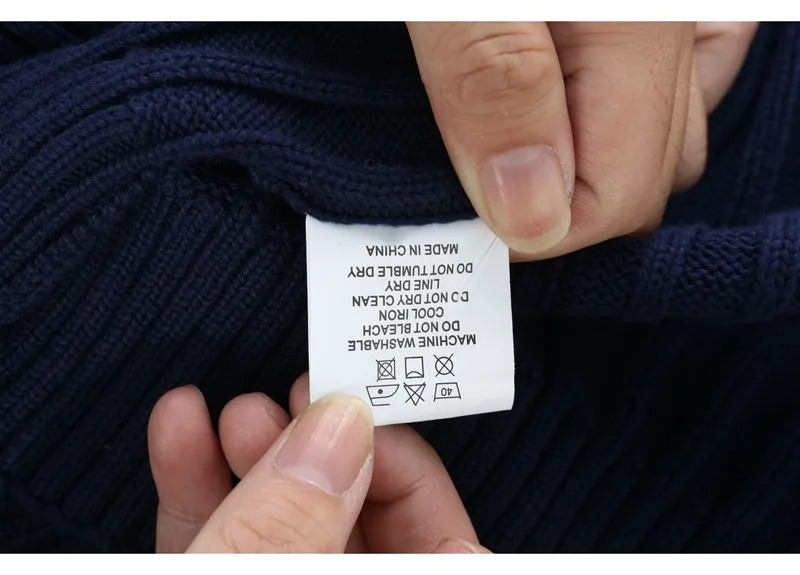 40
MACHINE WASHABLE
DO NOT BLEACH
COOL IRON
DO NOT DRY CLEAN
LINE DRY
DO NOT TUMBLE DRY
MADE IN CHINA